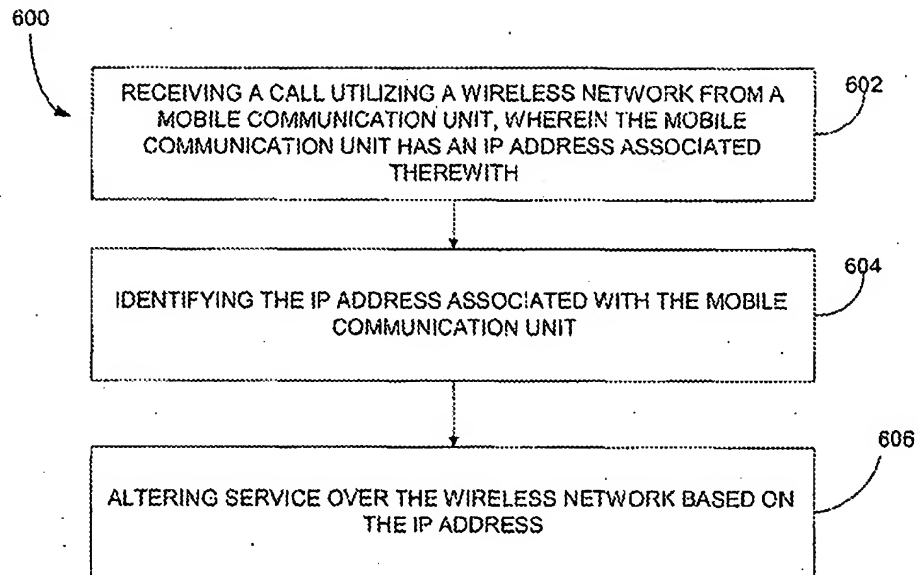 600
RECEIVING A CALL UTILIZING A WIRELESS NETWORK FROM A
MOBILE COMMUNICATION UNIT, WHEREIN THE MOBILE
COMMUNICATION UNIT HAS AN IP ADDRESS ASSOCIATED
THEREWITH
602
IDENTIFYING THE IP ADDRESS ASSOCIATED WITH THE MOBILE
COMMUNICATION UNIT
604
ALTERING SERVICE OVER THE WIRELESS NETWORK BASED ON
THE IP ADDRESS
606